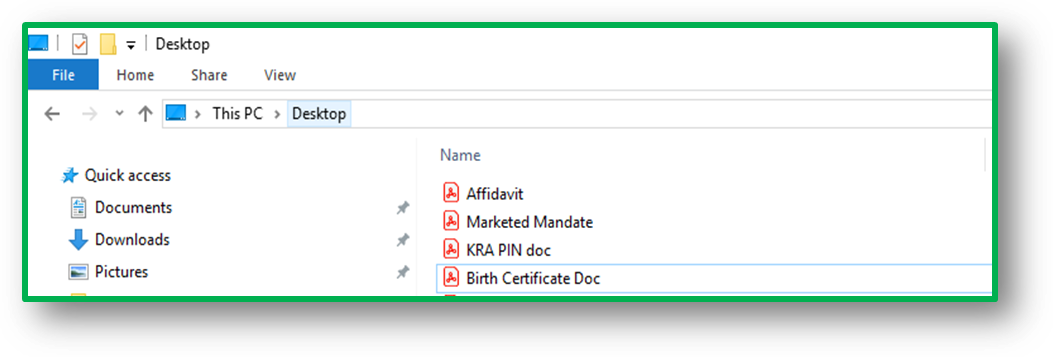 Desktop
File Home Share View
This PC Desktop
Name
Quick access
Documents
Downloads
Pictures
Affidavit
Marketed Mandate
KRA PIN doc
Birth Certificate Doc